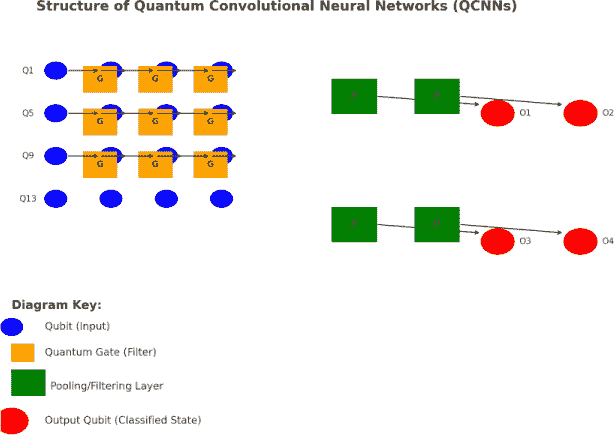 Structure of Quantum Convolutional Neural Networks (QCNNs)
Q1 G G G
O1 O2
Q5 G G G
Q9 G G G
Q13
O3 O4
Diagram Key:
Qubit (Input)
Quantum Gate (Filter)
Pooling/Filtering Layer
Output Qubit (Classified State)